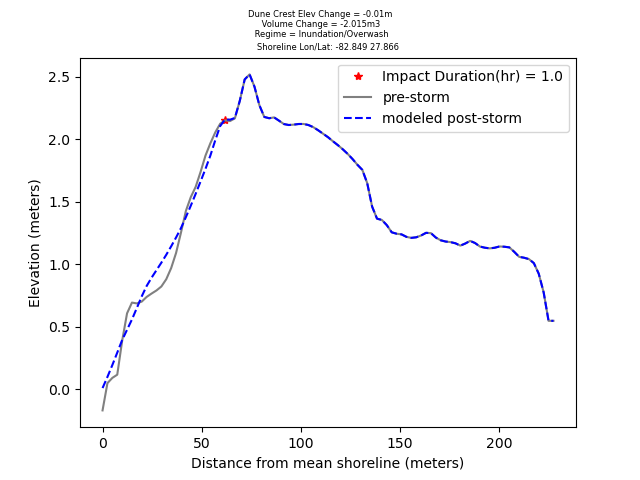 Dune Crest Elev Change = -0.01m
Volume Change = -2.015m3
Regime = Inundation/Overwash
Shoreline Lon/Lat: -82.849 27.866
Impact Duration(hr) = 1.0
pre-storm
modeled post-storm
2.5
2.0
1.5
1.0
0.5
0.0
Elevation (meters)
0 50 100 150 200
Distance from mean shoreline (meters)